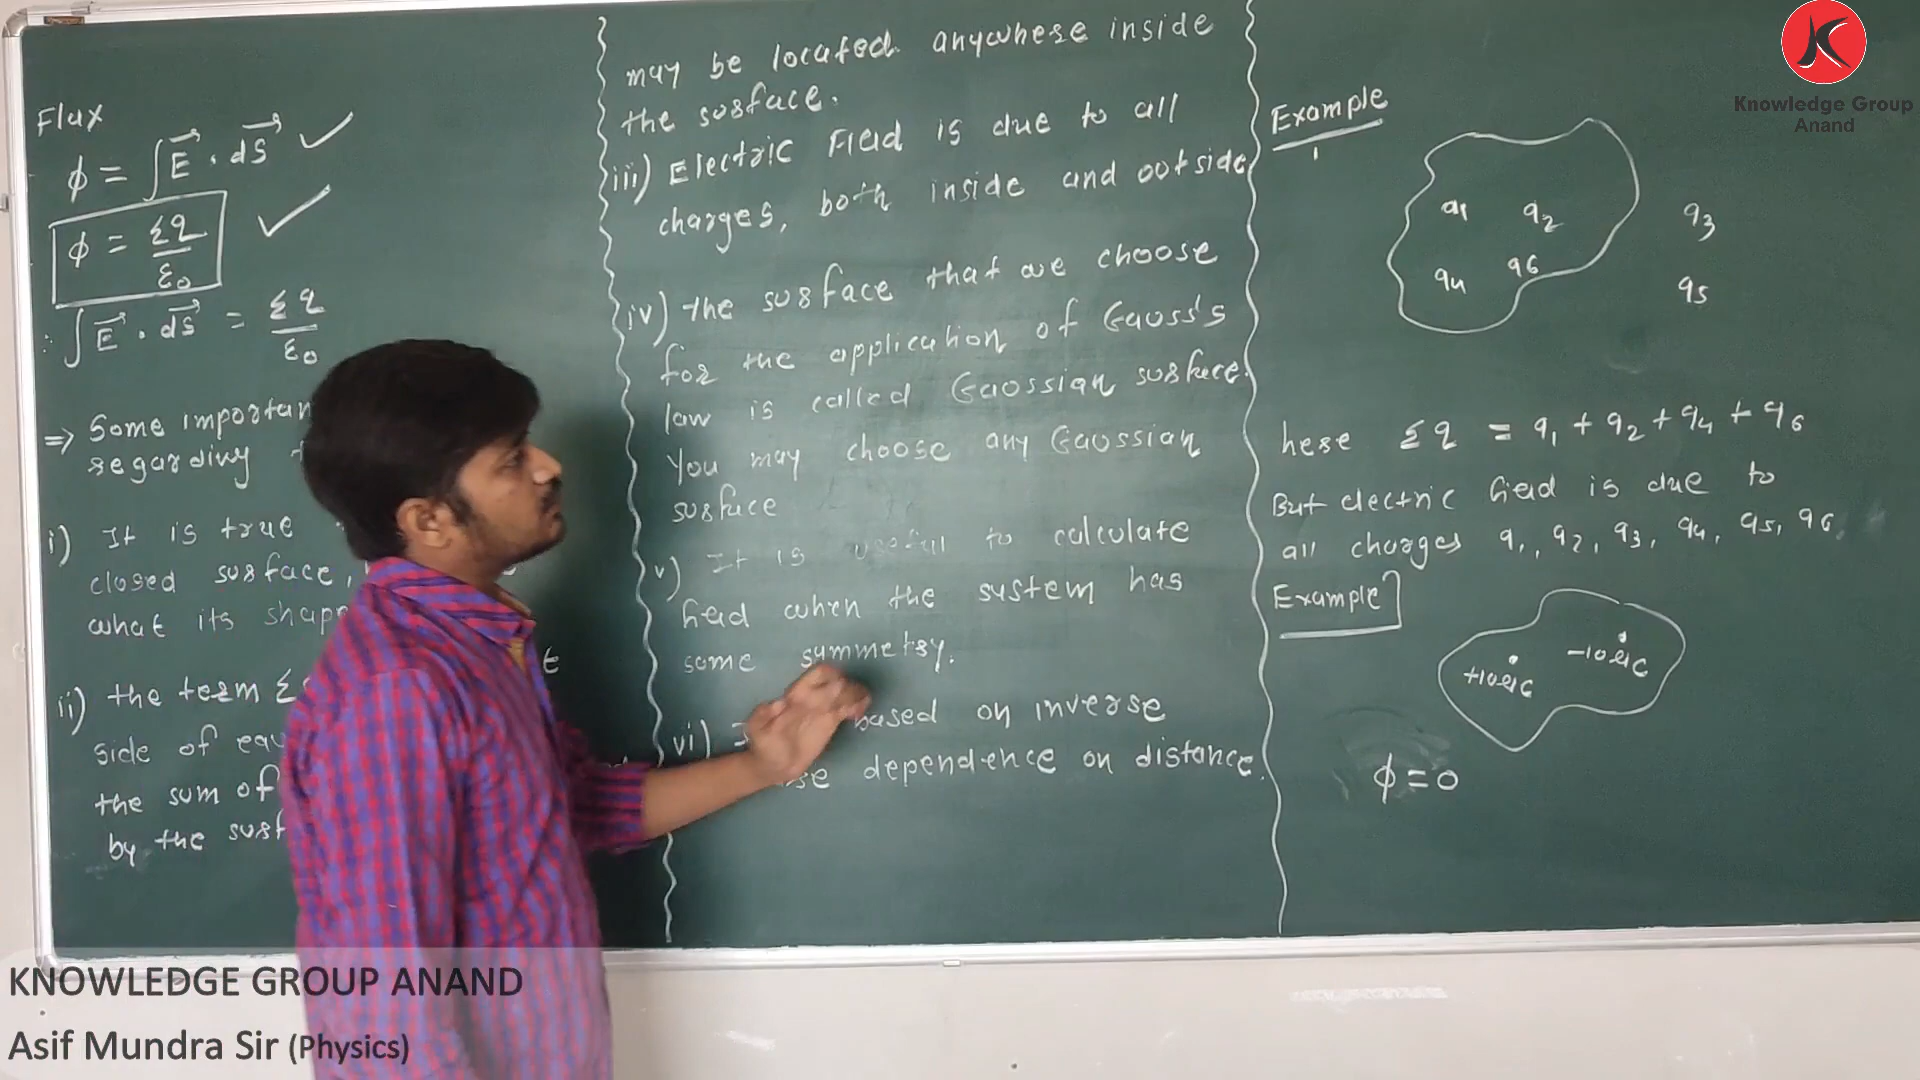 Flux
ϕ = ∫ E⃗ . dS⃗
ϕ = Σq / ε0
∴ ∫ E⃗ . dS⃗ = Σq / ε0
⇒ Some importan
regarding
i) It is true
closed surface,
what its shap
ii) the term Σ
side of equ
the sum of
by the surf
may be located anywhere inside
the surface.
iii) Electric Field is due to all
charges, both inside and outside
iv) the surface that we choose
for the application of Gauss's
law is called Gaussian surface.
You may choose any Gaussian
surface
v) It is useful to calculate
field when the system has
some symmetry.
vi) based on inverse
dependence on distance.
Example
q1 q2 q3
q4 q6 q5
here Σq = q1 + q2 + q4 + q6
But electric field is due to
all charges q1, q2, q3, q4, q5, q6.
Example
+10μC -10μC
ϕ = 0
Knowledge Group
Anand
KNOWLEDGE GROUP ANAND
Asif Mundra Sir (Physics)